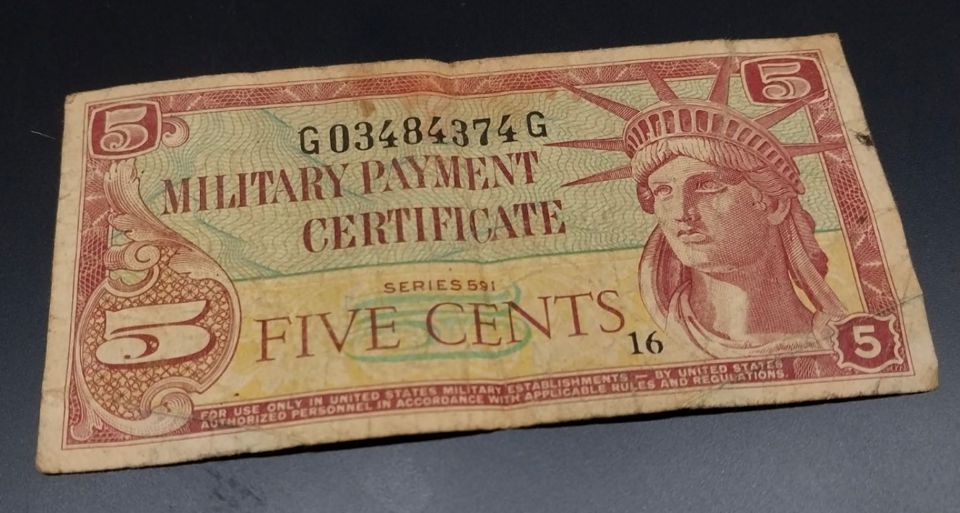 5
5
G03484374G
MILITARY PAYMENT
CERTIFICATE
SERIES 591
FIVE CENTS
5
16
5
FOR USE ONLY IN UNITED STATES MILITARY ESTABLISHMENTS — BY UNITED STATES
AUTHORIZED PERSONNEL IN ACCORDANCE WITH APPLICABLE RULES AND REGULATIONS.